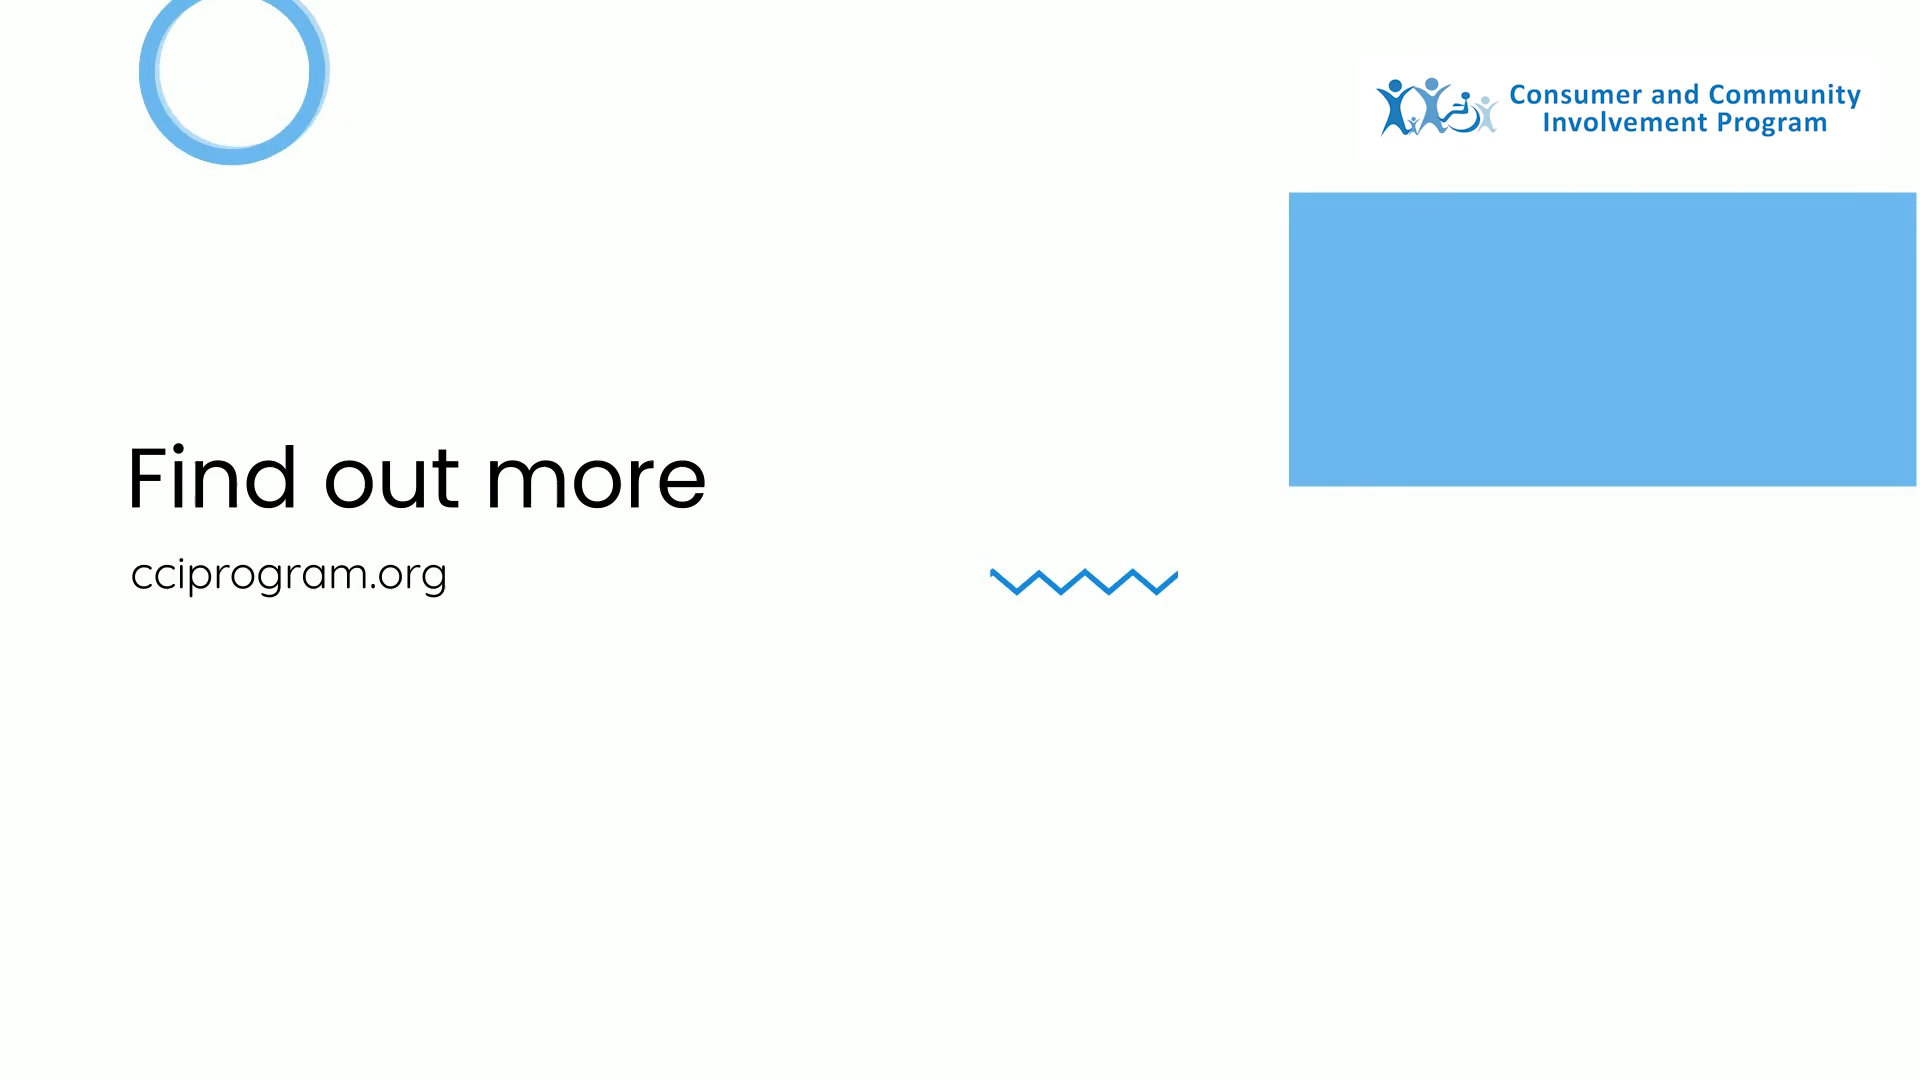 Consumer and Community
Involvement Program
Find out more
cciprogram.org